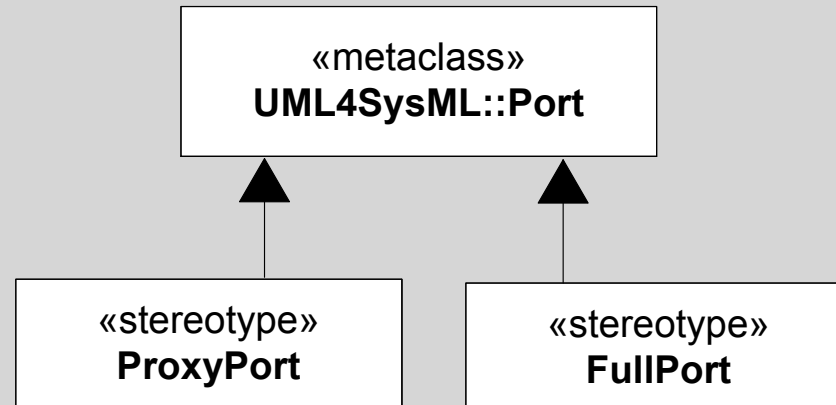 «metaclass»
UML4SysML::Port
«stereotype»
ProxyPort
«stereotype»
FullPort